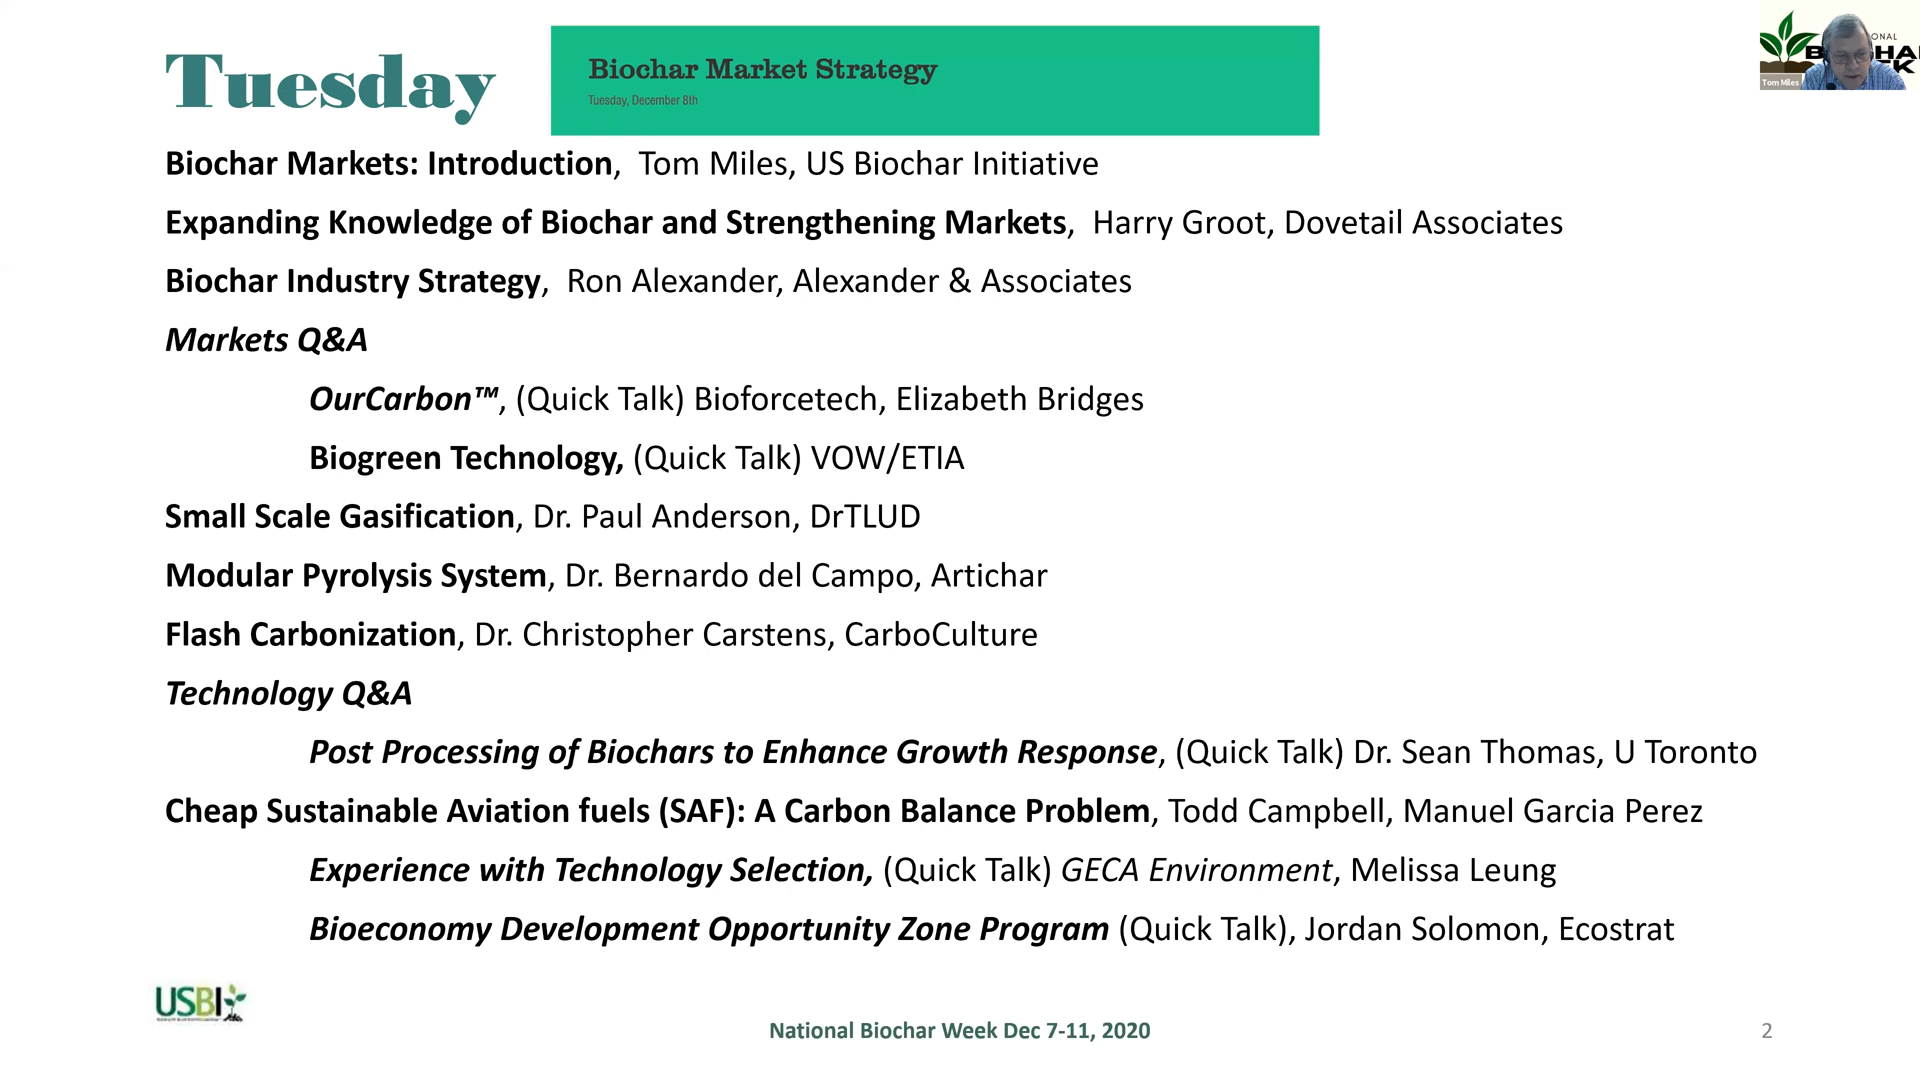 Tuesday
Biochar Market Strategy
Tuesday, December 8th
Tom Miles
Biochar Markets: Introduction, Tom Miles, US Biochar Initiative
Expanding Knowledge of Biochar and Strengthening Markets, Harry Groot, Dovetail Associates
Biochar Industry Strategy, Ron Alexander, Alexander & Associates
Markets Q&A
OurCarbon™, (Quick Talk) Bioforcetech, Elizabeth Bridges
Biogreen Technology, (Quick Talk) VOW/ETIA
Small Scale Gasification, Dr. Paul Anderson, DrTLUD
Modular Pyrolysis System, Dr. Bernardo del Campo, Artichar
Flash Carbonization, Dr. Christopher Carstens, CarboCulture
Technology Q&A
Post Processing of Biochars to Enhance Growth Response, (Quick Talk) Dr. Sean Thomas, U Toronto
Cheap Sustainable Aviation fuels (SAF): A Carbon Balance Problem, Todd Campbell, Manuel Garcia Perez
Experience with Technology Selection, (Quick Talk) GECA Environment, Melissa Leung
Bioeconomy Development Opportunity Zone Program (Quick Talk), Jordan Solomon, Ecostrat
USBI
National Biochar Week Dec 7-11, 2020
2